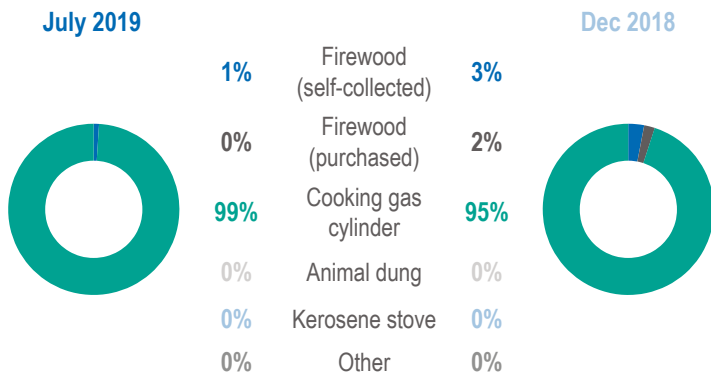 July 2019
Dec 2018
1%
Firewood
(self-collected)
3%
0%
Firewood
(purchased)
2%
99%
Cooking gas
cylinder
95%
0%
Animal dung
0%
0%
Kerosene stove
0%
0%
Other
0%